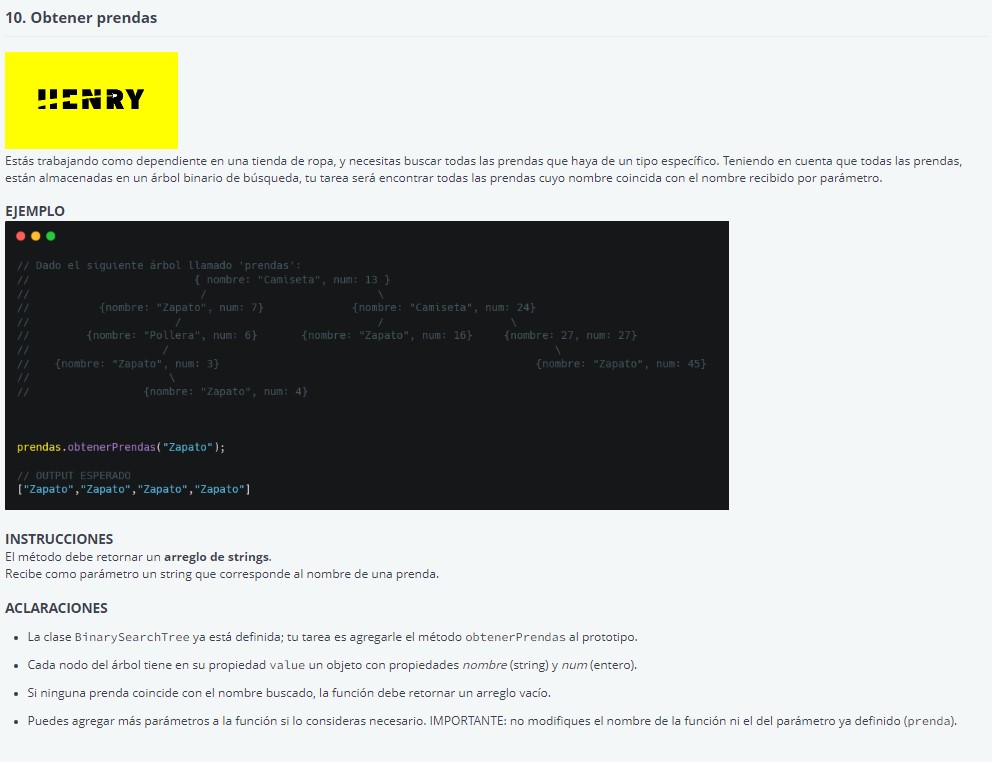 10. Obtener prendas
HENRY
Estás trabajando como dependiente en una tienda de ropa, y necesitas buscar todas las prendas que haya de un tipo específico. Teniendo en cuenta que todas las prendas,
están almacenadas en un árbol binario de búsqueda, tu tarea será encontrar todas las prendas cuyo nombre coincida con el nombre recibido por parámetro.
EJEMPLO
// Dado el siguiente árbol llamado 'prendas':
//                          { nombre: "Camiseta", num: 13 }
//                           /                           \
//           {nombre: "Zapato", num: 7}              {nombre: "Camiseta", num: 24}
//                       /                               /                    \
//         {nombre: "Pollera", num: 6}       {nombre: "Zapato", num: 16}     {nombre: 27, num: 27}
//                     /                                                             \
//    {nombre: "Zapato", num: 3}                                                  {nombre: "Zapato", num: 45}
//                      \
//                  {nombre: "Zapato", num: 4}
prendas.obtenerPrendas("Zapato");
// OUTPUT ESPERADO
["Zapato","Zapato","Zapato","Zapato"]
INSTRUCCIONES
El método debe retornar un arreglo de strings.
Recibe como parámetro un string que corresponde al nombre de una prenda.
ACLARACIONES
• La clase BinarySearchTree ya está definida; tu tarea es agregarle el método obtenerPrendas al prototipo.
• Cada nodo del árbol tiene en su propiedad value un objeto con propiedades nombre (string) y num (entero).
• Si ninguna prenda coincide con el nombre buscado, la función debe retornar un arreglo vacío.
• Puedes agregar más parámetros a la función si lo consideras necesario. IMPORTANTE: no modifiques el nombre de la función ni el del parámetro ya definido (prenda).